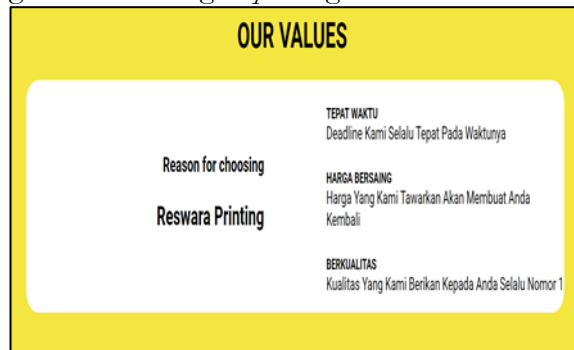 OUR VALUES
Reason for choosing
Reswara Printing
TEPAT WAKTU
Deadline Kami Selalu Tepat Pada Waktunya
HARGA BERSAING
Harga Yang Kami Tawarkan Akan Membuat Anda
Kembali
BERKUALITAS
Kualitas Yang Kami Berikan Kepada Anda Selalu Nomor 1